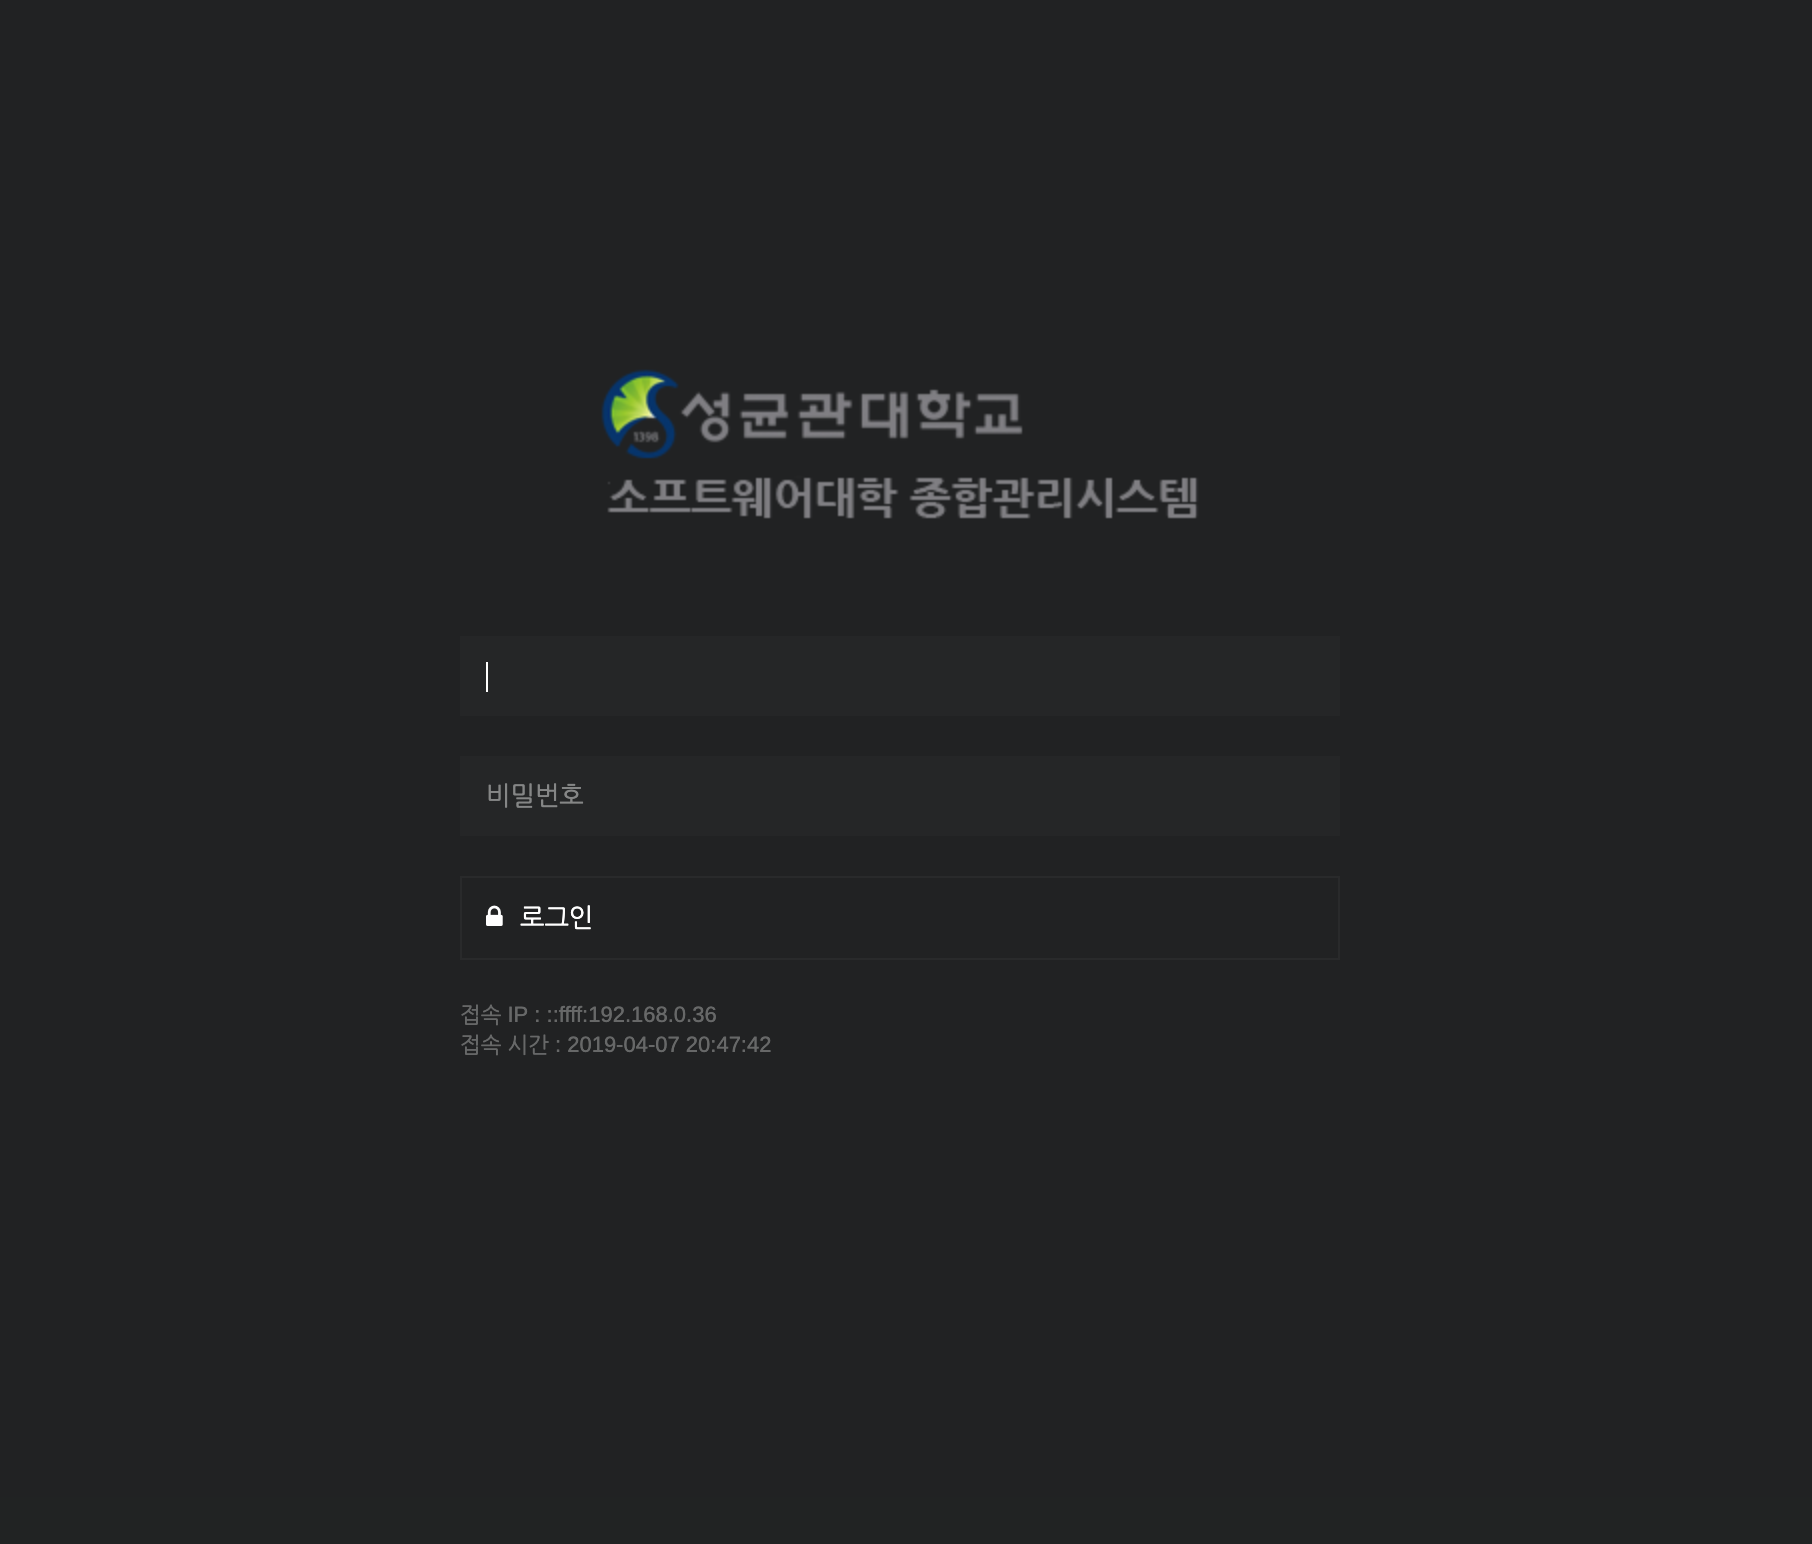 1398
성균관대학교
소프트웨어대학 종합관리시스템
비밀번호
로그인
접속 IP : ::ffff:192.168.0.36
접속 시간 : 2019-04-07 20:47:42